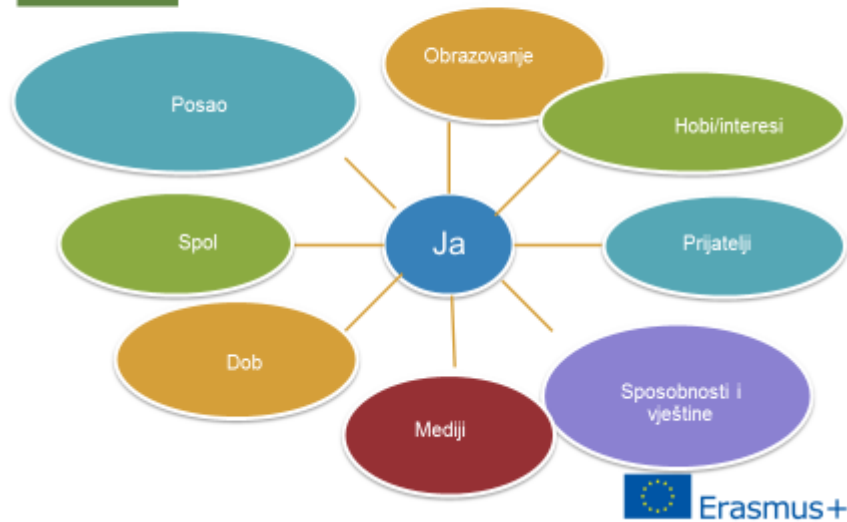 Obrazovanje
Posao
Hobi/interesi
Spol
Ja
Prijatelji
Dob
Sposobnosti i
vještine
Mediji
Erasmus+